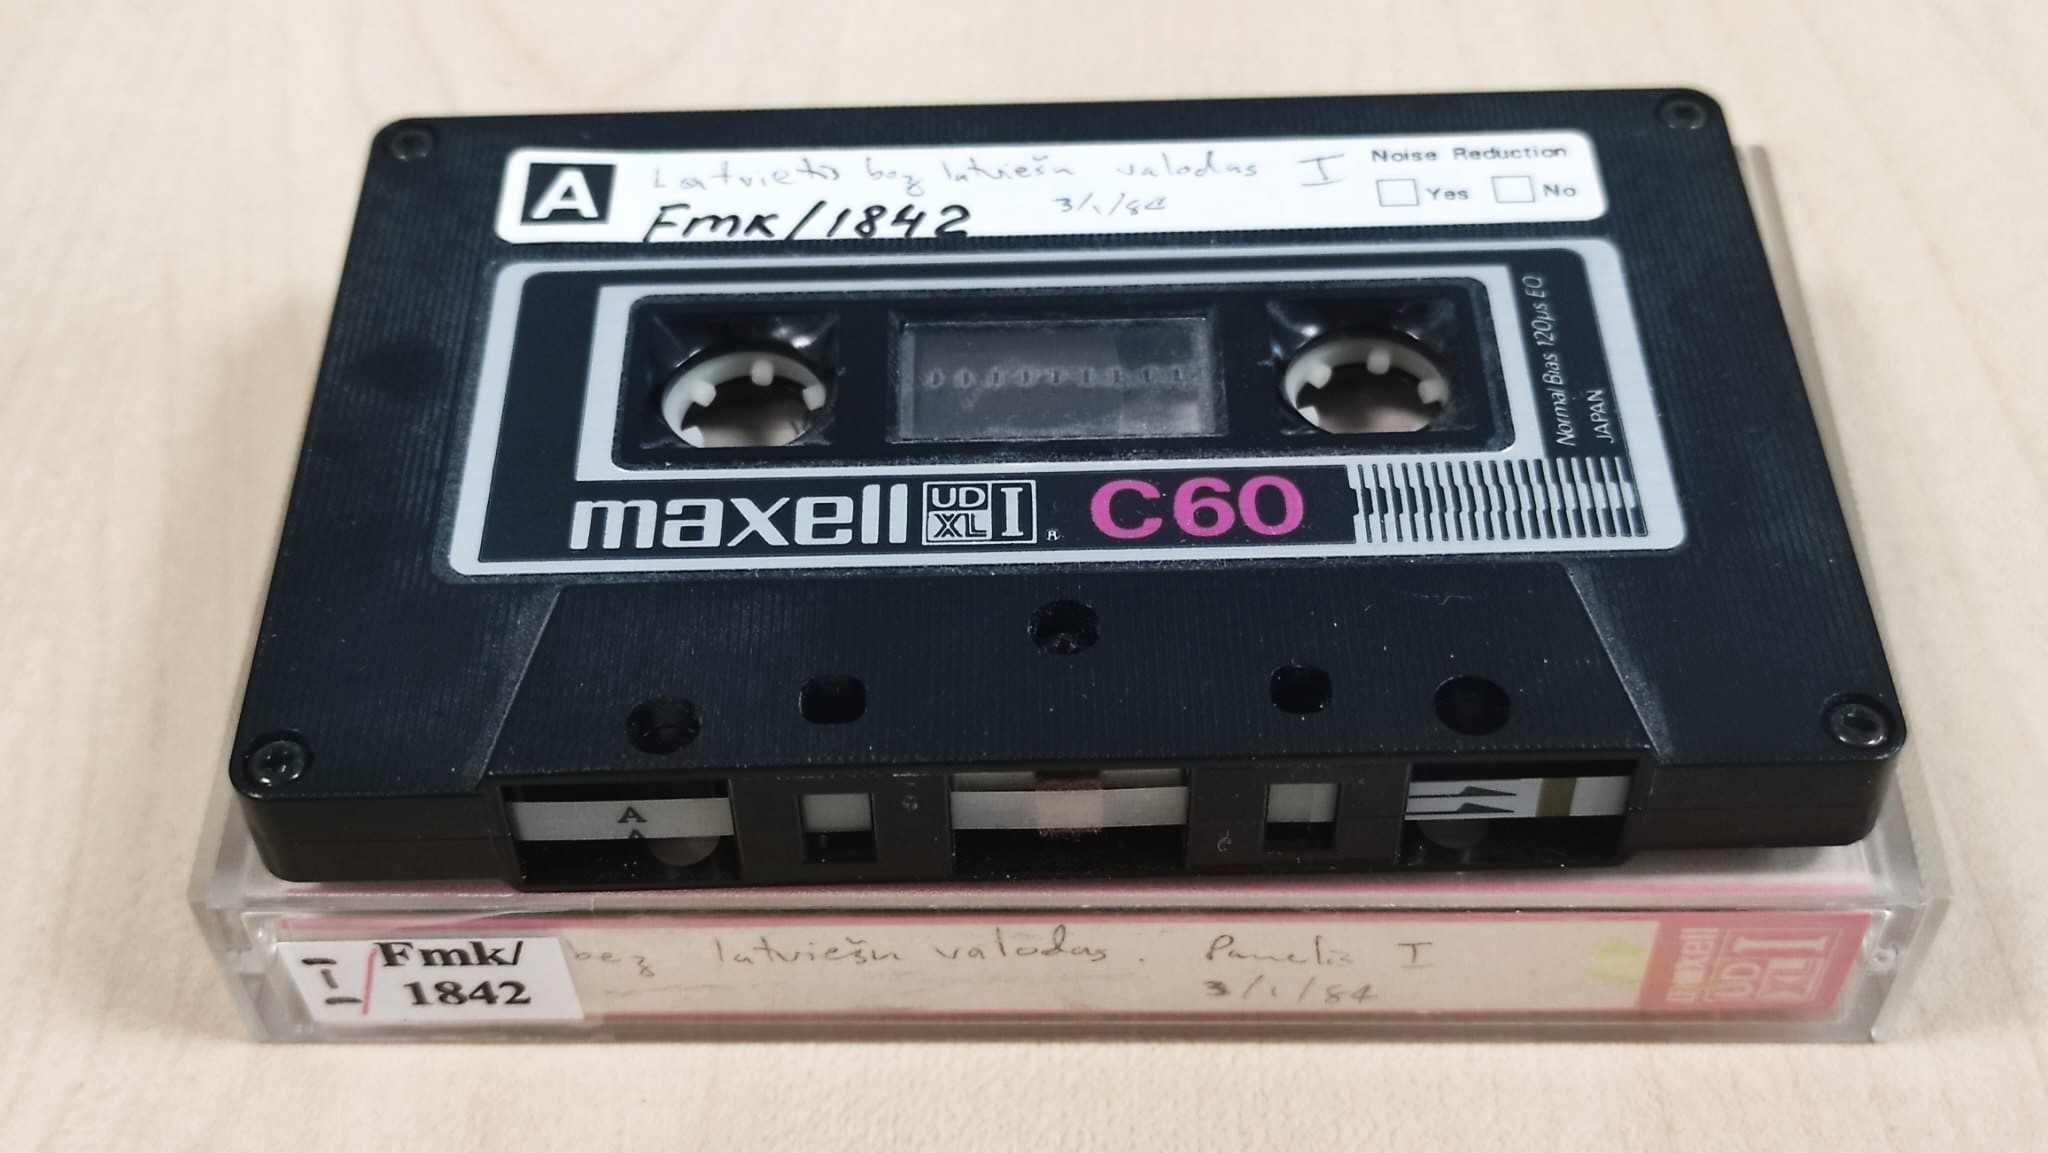 A
Latvietis bez latviešu valodas I
Fmk/1842
3/1/84
Noise Reduction
Yes No
Normal Bias 120µs EQ
JAPAN
maxell UD XL I ® C60
A
Fmk/
1842
bez latviešu valodas. Panelis I
3/1/84
maxell
UD
XL I